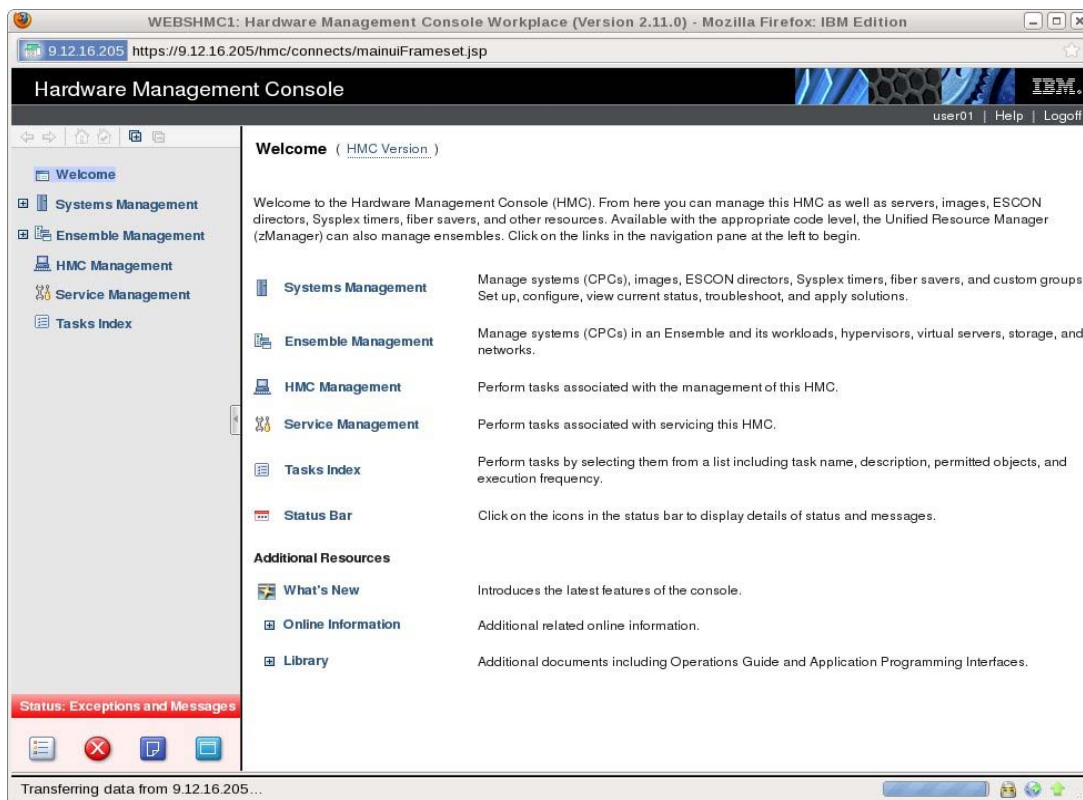 WEBSHMC1: Hardware Management Console Workplace (Version 2.11.0) - Mozilla Firefox: IBM Edition
9.12.16.205 https://9.12.16.205/hmc/connects/mainuiFrameset.jsp
Hardware Management Console
IBM.
user01 | Help | Logoff
Welcome
Systems Management
Ensemble Management
HMC Management
Service Management
Tasks Index
Welcome ( HMC Version )
Welcome to the Hardware Management Console (HMC). From here you can manage this HMC as well as servers, images, ESCON
directors, Sysplex timers, fiber savers, and other resources. Available with the appropriate code level, the Unified Resource Manager
(zManager) can also manage ensembles. Click on the links in the navigation pane at the left to begin.
Systems Management
Manage systems (CPCs), images, ESCON directors, Sysplex timers, fiber savers, and custom groups
Set up, configure, view current status, troubleshoot, and apply solutions.
Ensemble Management
Manage systems (CPCs) in an Ensemble and its workloads, hypervisors, virtual servers, storage, and
networks.
HMC Management
Perform tasks associated with the management of this HMC.
Service Management
Perform tasks associated with servicing this HMC.
Tasks Index
Perform tasks by selecting them from a list including task name, description, permitted objects, and
execution frequency.
Status Bar
Click on the icons in the status bar to display details of status and messages.
Additional Resources
What's New
Introduces the latest features of the console.
Online Information
Additional related online information.
Library
Additional documents including Operations Guide and Application Programming Interfaces.
Status: Exceptions and Messages
Transferring data from 9.12.16.205...